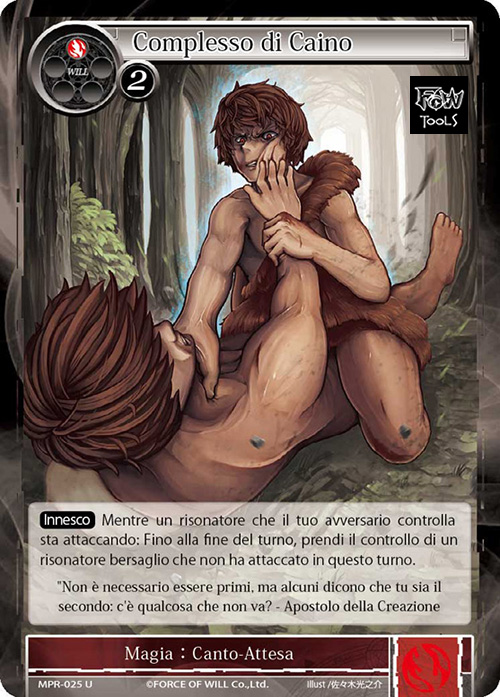 Complesso di Caino
WILL
2
FOW
TOOLS
Innesco Mentre un risonatore che il tuo avversario controlla
sta attaccando: Fino alla fine del turno, prendi il controllo di un
risonatore bersaglio che non ha attaccato in questo turno.
"Non è necessario essere primi, ma alcuni dicono che tu sia il
secondo: c'è qualcosa che non va? - Apostolo della Creazione
Magia : Canto-Attesa
MPR-025 U ©FORCE OF WILL Co.,Ltd. Illust /佐々木光之介